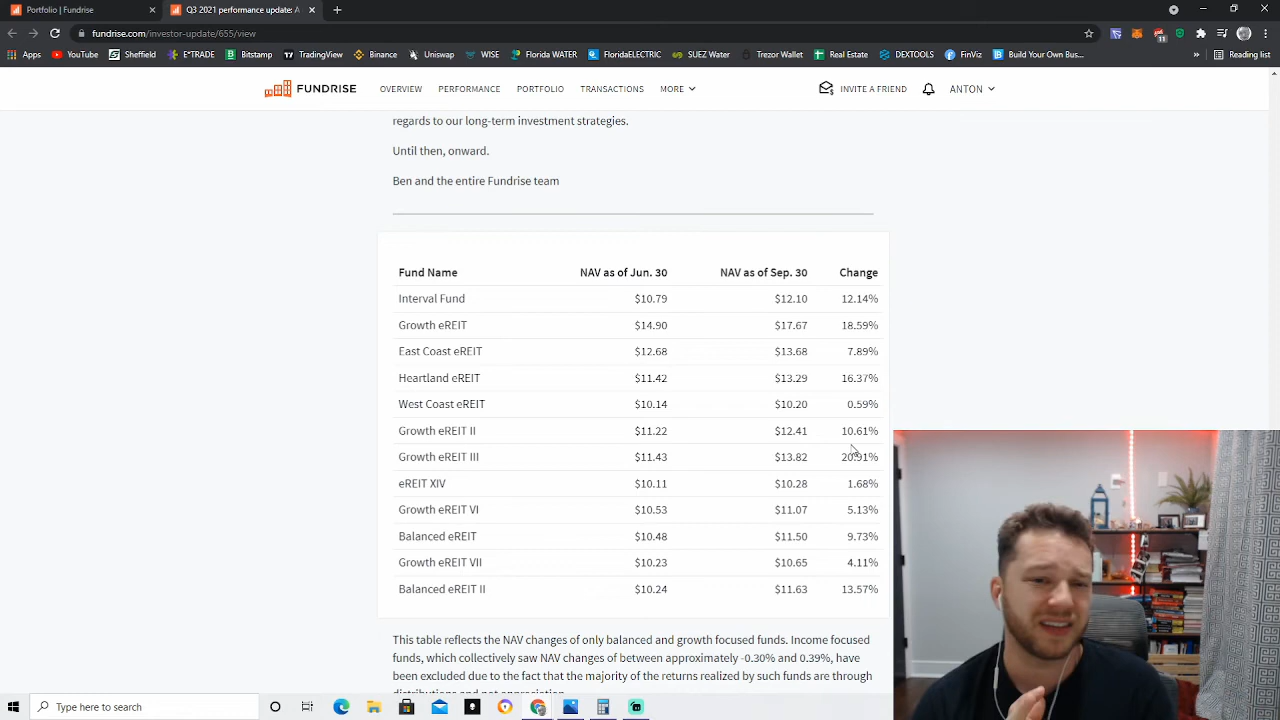 Portfolio | Fundrise
Q3 2021 performance update: A
fundrise.com/investor-update/655/view
Apps YouTube Sheffield E*TRADE Bitstamp TradingView Binance Uniswap WISE Florida WATER FloridaELECTRIC SUEZ Water Trezor Wallet Real Estate DEXTOOLS FinViz Build Your Own Bus... Reading list
FUNDRISE OVERVIEW PERFORMANCE PORTFOLIO TRANSACTIONS MORE INVITE A FRIEND ANTON
regards to our long-term investment strategies.
Until then, onward.
Ben and the entire Fundrise team
Fund Name NAV as of Jun. 30 NAV as of Sep. 30 Change
Interval Fund $10.79 $12.10 12.14%
Growth eREIT $14.90 $17.67 18.59%
East Coast eREIT $12.68 $13.68 7.89%
Heartland eREIT $11.42 $13.29 16.37%
West Coast eREIT $10.14 $10.20 0.59%
Growth eREIT II $11.22 $12.41 10.61%
Growth eREIT III $11.43 $13.82 20.91%
eREIT XIV $10.11 $10.28 1.68%
Growth eREIT VI $10.53 $11.07 5.13%
Balanced eREIT $10.48 $11.50 9.73%
Growth eREIT VII $10.23 $10.65 4.11%
Balanced eREIT II $10.24 $11.63 13.57%
This table reflects the NAV changes of only balanced and growth focused funds. Income focused
funds, which collectively saw NAV changes of between approximately -0.30% and 0.39%, have
been excluded due to the fact that the majority of the returns realized by such funds are through
distributions and not appreciation.
Type here to search